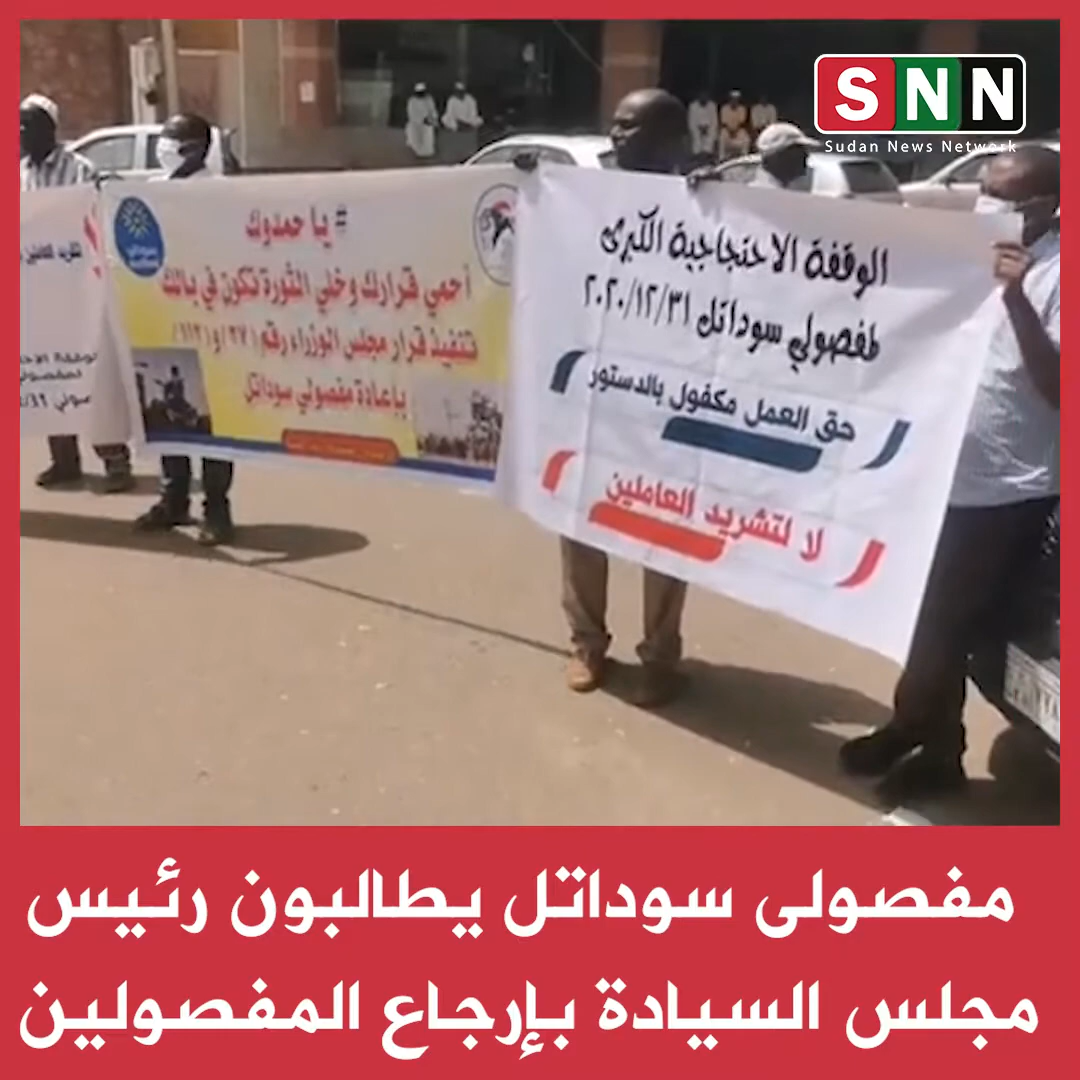 SNN
Sudan News Network
الوقفة الاحتجاجية الكبرى
لمفصولي سوداتل ٢٠٢٠/١٢/٣١
حق العمل مكفول بالدستور
لا لتشريد العاملين
# يا حمدوك
أحمي قرارك وخلي الثورة تكون في بالك
تنفيذ قرار مجلس الوزراء رقم
بإعادة مفصولي سوداتل
مفصولى سوداتل يطالبون رئيس
مجلس السيادة بإرجاع المفصولين